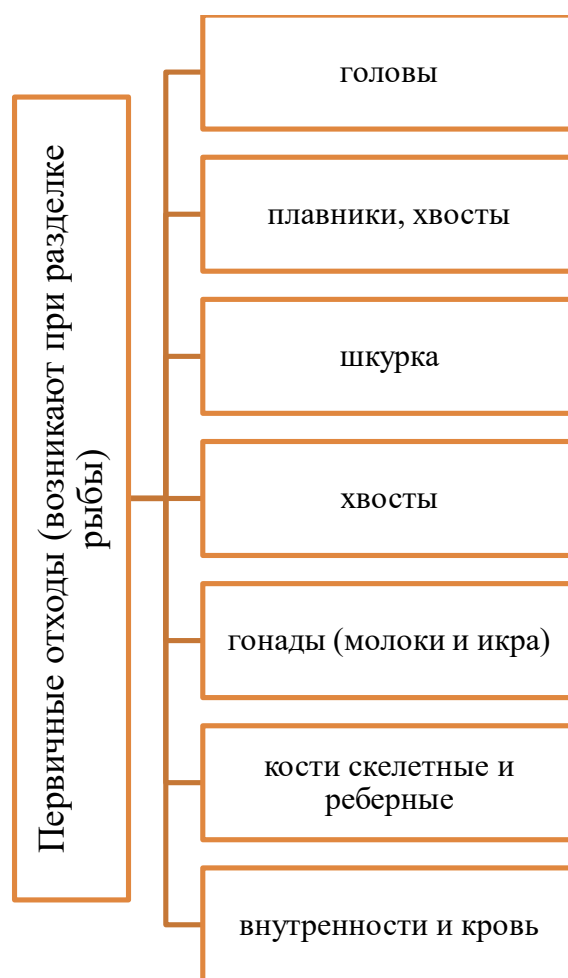 Первичные отходы (возникают при разделке
рыбы)
головы
плавники, хвосты
шкурка
хвосты
гонады (молоки и икра)
кости скелетные и
реберные
внутренности и кровь